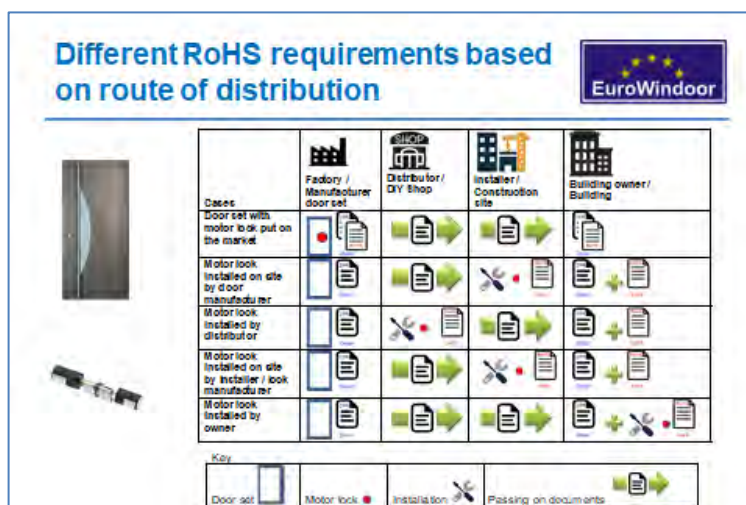 Different RoHS requirements based
on route of distribution
EuroWindoor
SHOP
Cases
Factory /
Manufacturer
door set
Distributor /
DIY Shop
Installer /
Construction
site
Building owner /
Building
Door set with
motor lock put on
the market
Motor lock
installed on site
by door
manufacturer
Motor lock
installed by
distributor
Motor lock
installed on site
by installer / lock
manufacturer
Motor lock
installed by
owner
Key
Door set
Motor lock
Installation
Passing on documents